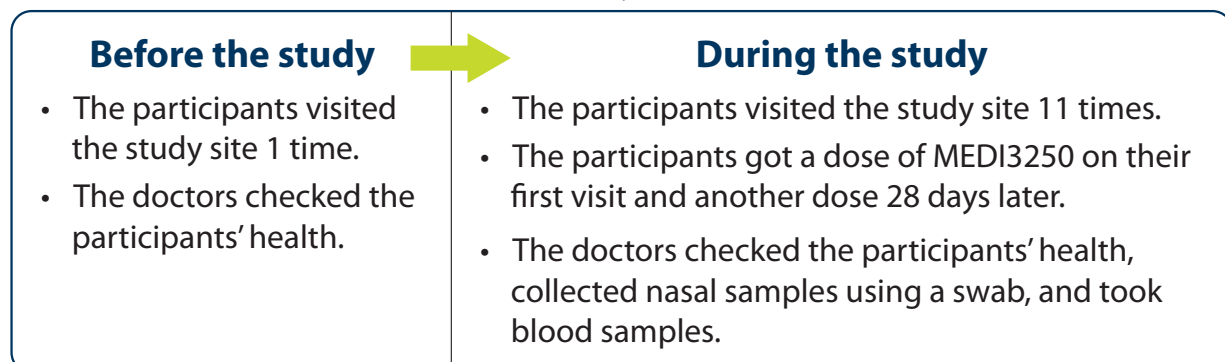 Before the study
• The participants visited
the study site 1 time.
• The doctors checked the
participants’ health.
During the study
• The participants visited the study site 11 times.
• The participants got a dose of MEDI3250 on their
first visit and another dose 28 days later.
• The doctors checked the participants’ health,
collected nasal samples using a swab, and took
blood samples.